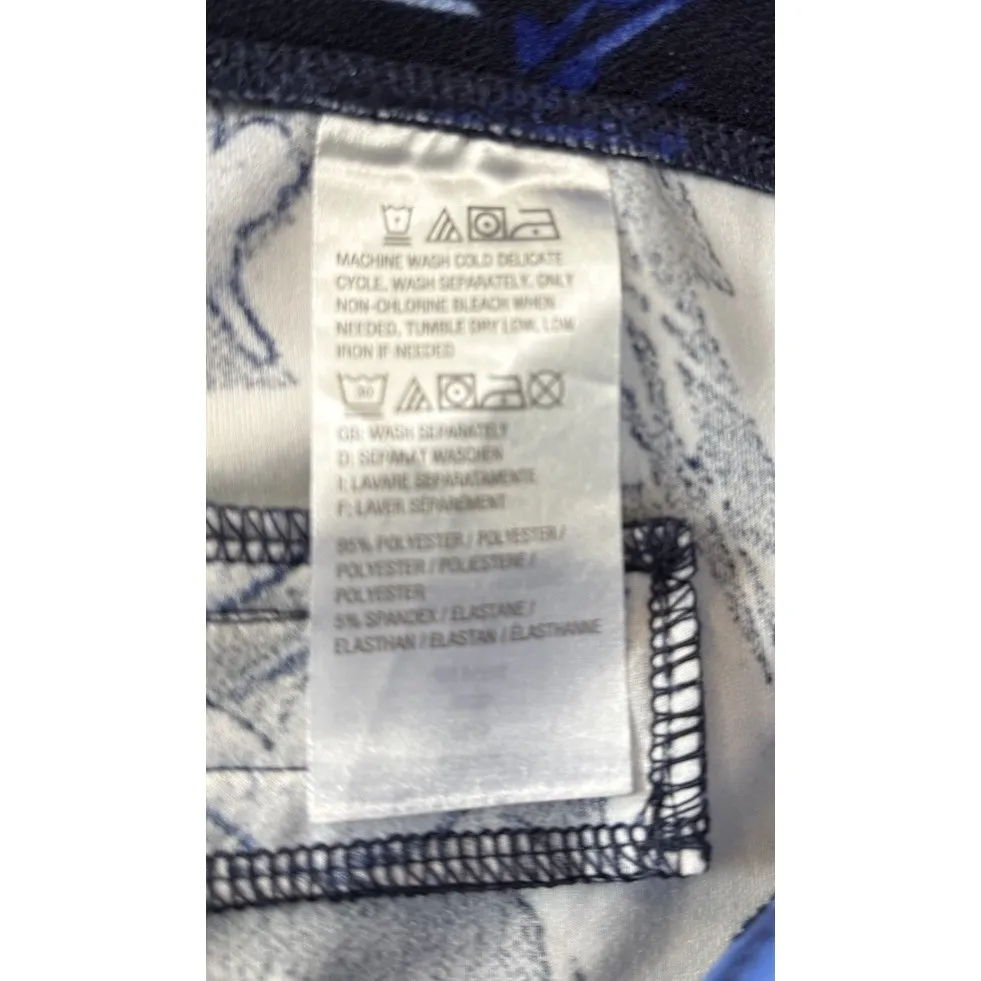 MACHINE WASH COLD DELICATE
CYCLE, WASH SEPARATELY, ONLY
NON-CHLORINE BLEACH WHEN
NEEDED, TUMBLE DRY LOW, LOW
IRON IF NEEDED
30
GB: WASH SEPARATELY
D: SEPARAT WASCHEN
I: LAVARE SEPARATAMENTE
F: LAVER SÉPARÉMENT
95% POLYESTER / POLYESTER /
POLYESTER / POLIESTERE /
POLYESTER
5% SPANDEX / ELASTANE /
ELASTHAN / ELASTAN / ÉLASTHANNE